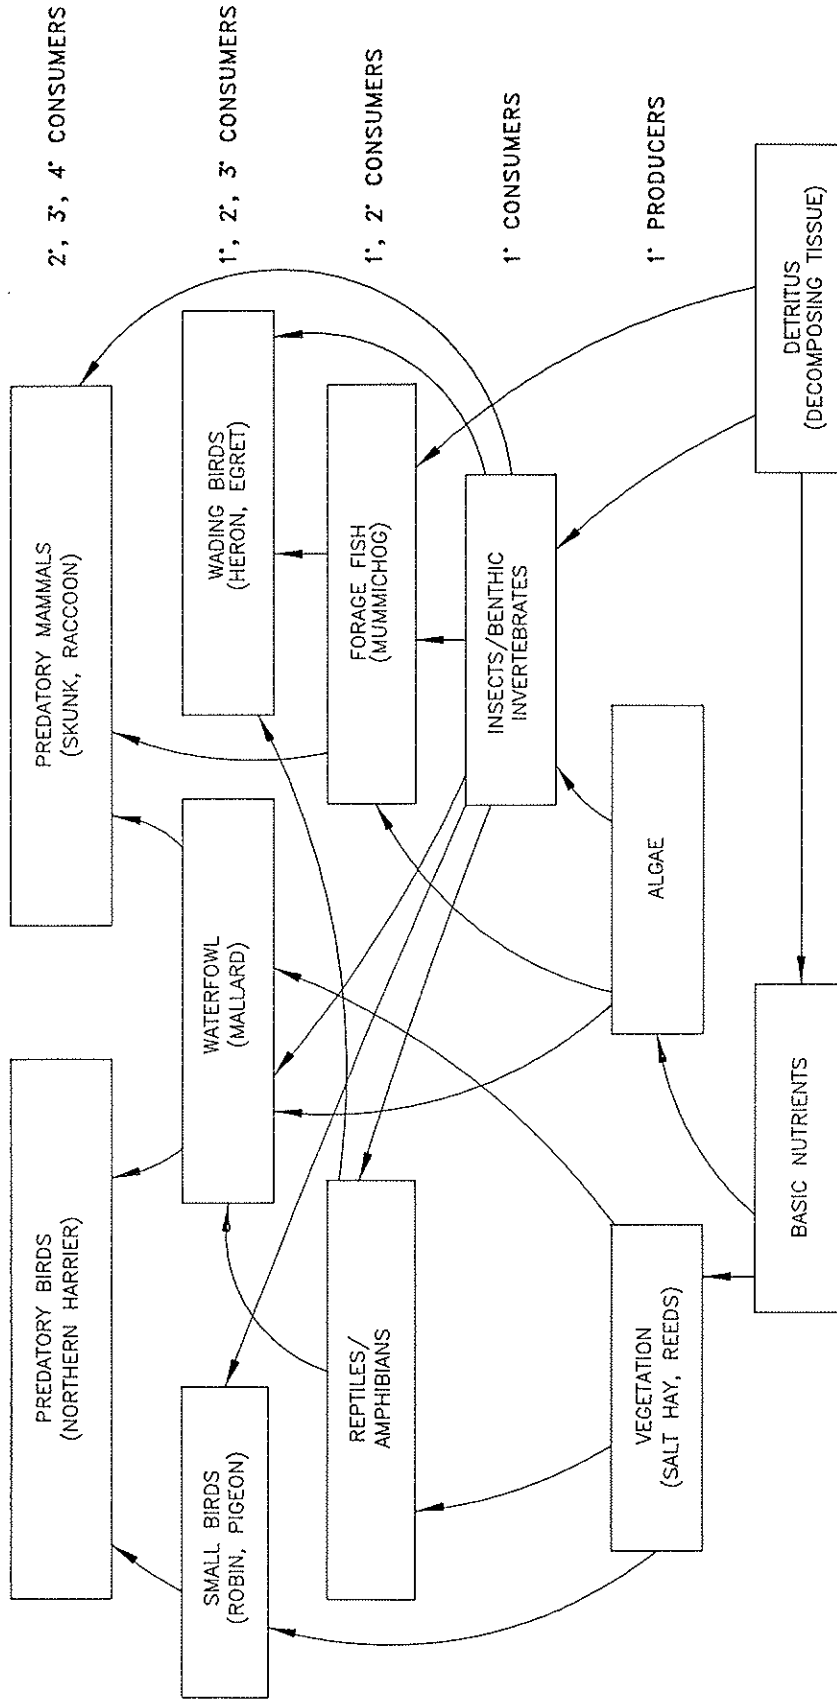 PREDATORY BIRDS
(NORTHERN HARRIER)
PREDATORY MAMMALS
(SKUNK, RACCOON)
2°, 3°, 4° CONSUMERS
SMALL BIRDS
(ROBIN, PIGEON)
WATERFOWL
(MALLARD)
WADING BIRDS
(HERON, EGRET)
1°, 2°, 3° CONSUMERS
REPTILES/
AMPHIBIANS
FORAGE FISH
(MUMMICHOG)
1°, 2° CONSUMERS
INSECTS/BENTHIC
INVERTEBRATES
1° CONSUMERS
VEGETATION
(SALT HAY, REEDS)
ALGAE
1° PRODUCERS
BASIC NUTRIENTS
DETRITUS
(DECOMPOSING TISSUE)